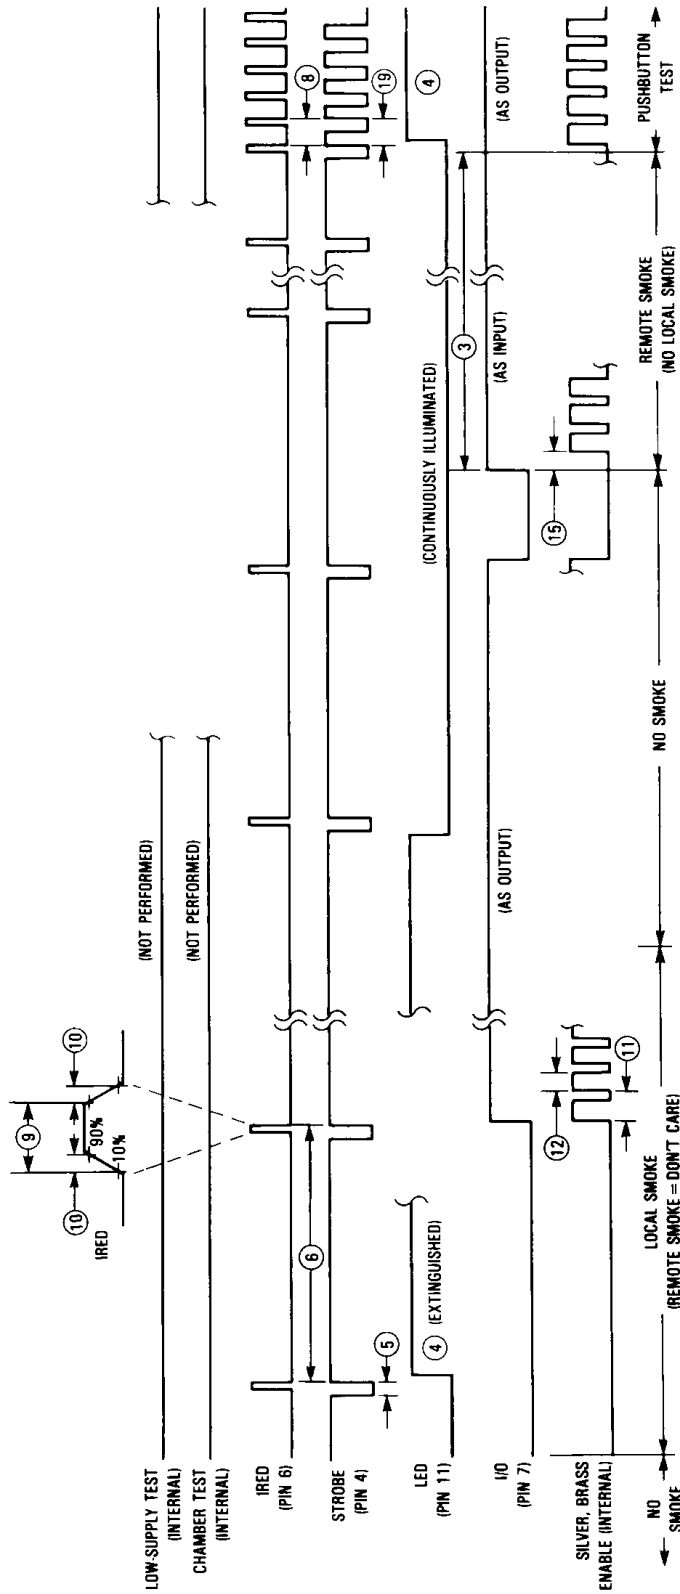 IRED
10
9
10
90%
10%
LOW-SUPPLY TEST
(INTERNAL)
(NOT PERFORMED)
CHAMBER TEST
(INTERNAL)
(NOT PERFORMED)
IRED
(PIN 6)
6
8
STROBE
(PIN 4)
5
19
LED
(PIN 11)
4
(EXTINGUISHED)
(CONTINUOUSLY ILLUMINATED)
4
3
I/O
(PIN 7)
(AS OUTPUT)
(AS INPUT)
(AS OUTPUT)
12
15
SILVER, BRASS
ENABLE (INTERNAL)
11
NO
SMOKE
LOCAL SMOKE
(REMOTE SMOKE = DON'T CARE)
NO SMOKE
REMOTE SMOKE
(NO LOCAL SMOKE)
PUSHBUTTON
TEST